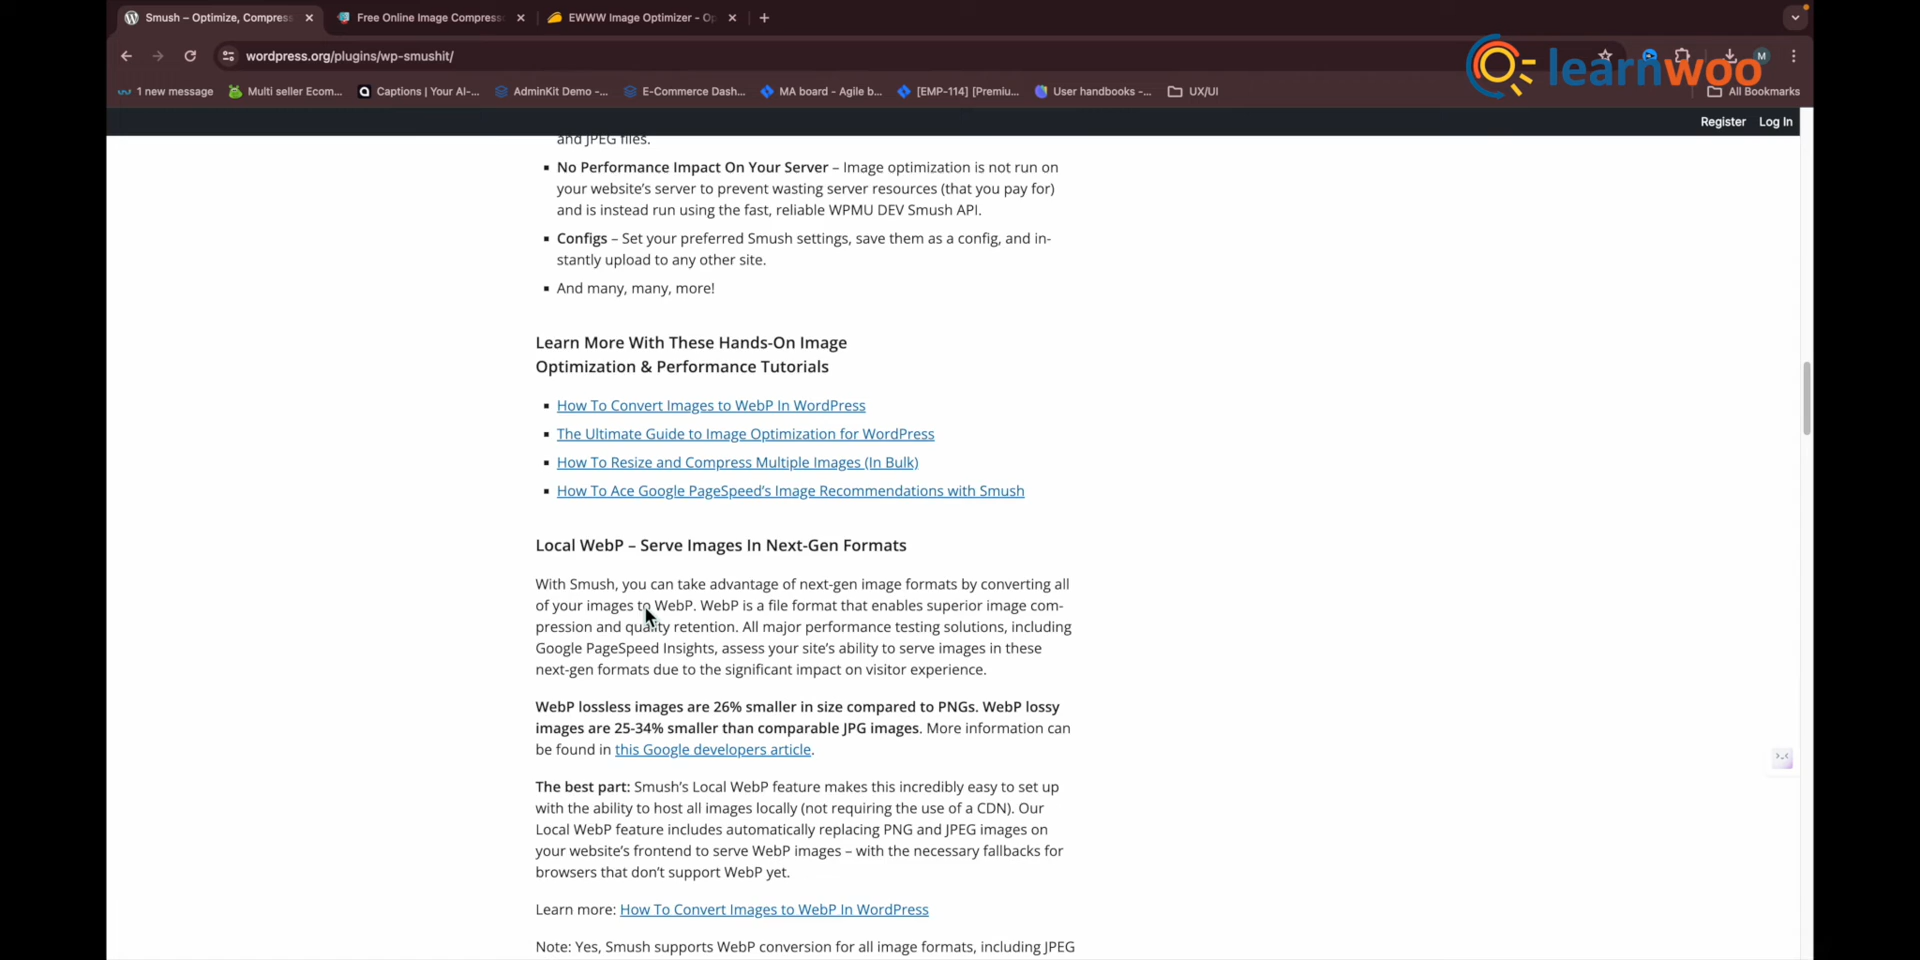 Smush – Optimize, Compress
Free Online Image Compress
EWWW Image Optimizer - O
wordpress.org/plugins/wp-smushit/
learnwoo
1 new message
Multi seller Ecom...
Captions | Your AI-...
AdminKit Demo -...
E-Commerce Dash...
MA board - Agile b...
[EMP-114] [Premiu...
User handbooks -...
UX/UI
All Bookmarks
Register
Log In
and JPEG files.
▪ No Performance Impact On Your Server – Image optimization is not run on
your website's server to prevent wasting server resources (that you pay for)
and is instead run using the fast, reliable WPMU DEV Smush API.
▪ Configs – Set your preferred Smush settings, save them as a config, and in-
stantly upload to any other site.
▪ And many, many, more!
Learn More With These Hands-On Image
Optimization & Performance Tutorials
▪ How To Convert Images to WebP In WordPress
▪ The Ultimate Guide to Image Optimization for WordPress
▪ How To Resize and Compress Multiple Images (In Bulk)
▪ How To Ace Google PageSpeed's Image Recommendations with Smush
Local WebP – Serve Images In Next-Gen Formats
With Smush, you can take advantage of next-gen image formats by converting all
of your images to WebP. WebP is a file format that enables superior image com-
pression and quality retention. All major performance testing solutions, including
Google PageSpeed Insights, assess your site's ability to serve images in these
next-gen formats due to the significant impact on visitor experience.
WebP lossless images are 26% smaller in size compared to PNGs. WebP lossy
images are 25-34% smaller than comparable JPG images. More information can
be found in this Google developers article.
The best part: Smush's Local WebP feature makes this incredibly easy to set up
with the ability to host all images locally (not requiring the use of a CDN). Our
Local WebP feature includes automatically replacing PNG and JPEG images on
your website's frontend to serve WebP images – with the necessary fallbacks for
browsers that don't support WebP yet.
Learn more: How To Convert Images to WebP In WordPress
Note: Yes, Smush supports WebP conversion for all image formats, including JPEG